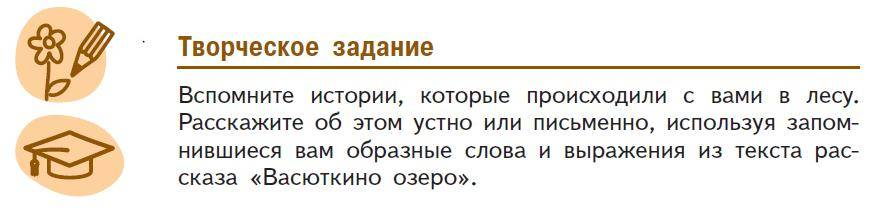 Творческое задание
Вспомните истории, которые происходили с вами в лесу.
Расскажите об этом устно или письменно, используя запом-
нившиеся вам образные слова и выражения из текста рас-
сказа «Васюткино озеро».